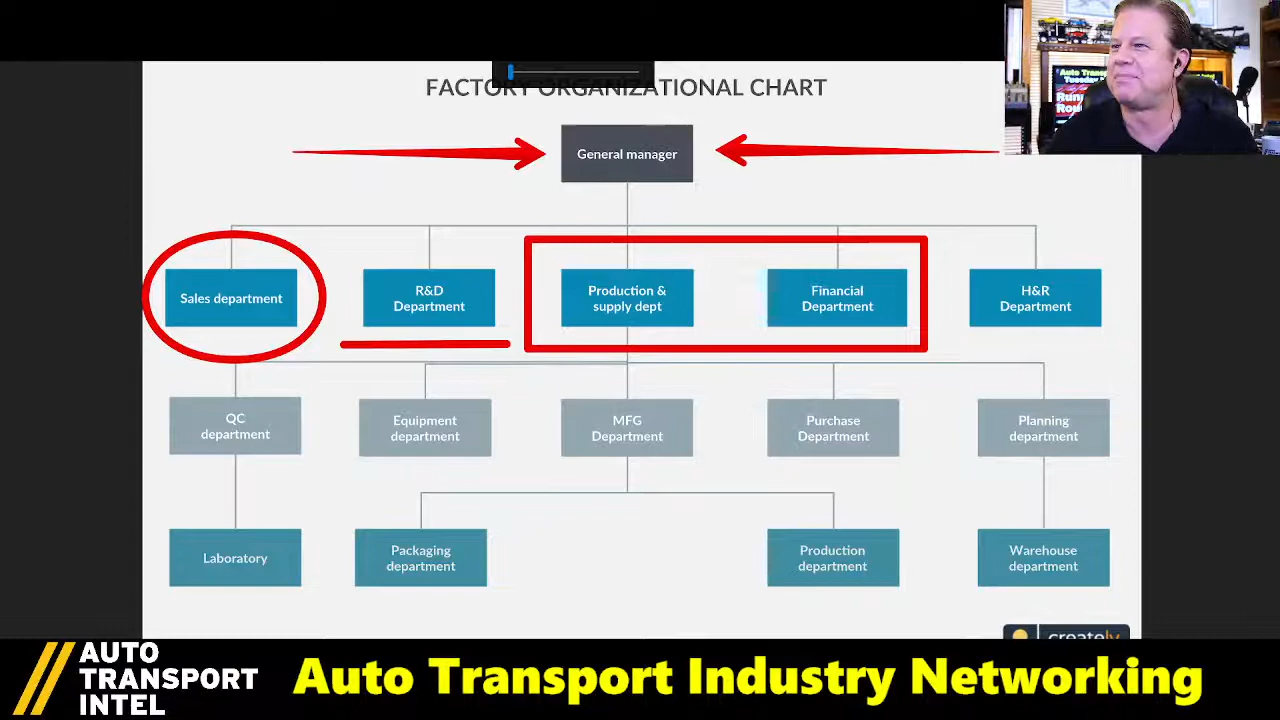 FACTORY ORGANIZATIONAL CHART
General manager
Sales department
R&D
Department
Production &
supply dept
Financial
Department
H&R
Department
QC
department
Equipment
department
MFG
Department
Purchase
Department
Planning
department
Laboratory
Packaging
department
Production
department
Warehouse
department
creately
AUTO
TRANSPORT
INTEL
Auto Transport Industry Networking